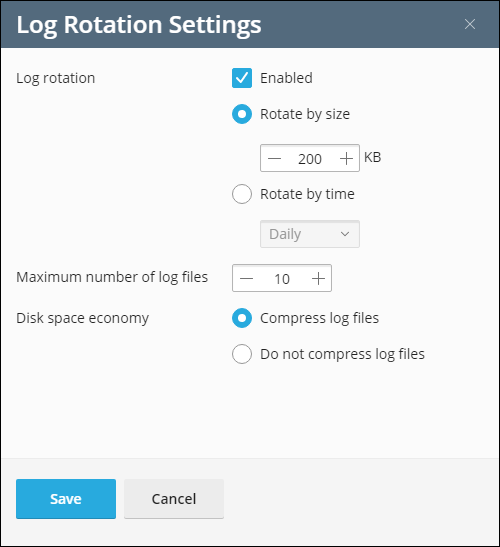 Log Rotation Settings
Log rotation
Enabled
Rotate by size
200 KB
Rotate by time
Daily
Maximum number of log files
10
Disk space economy
Compress log files
Do not compress log files
Save
Cancel